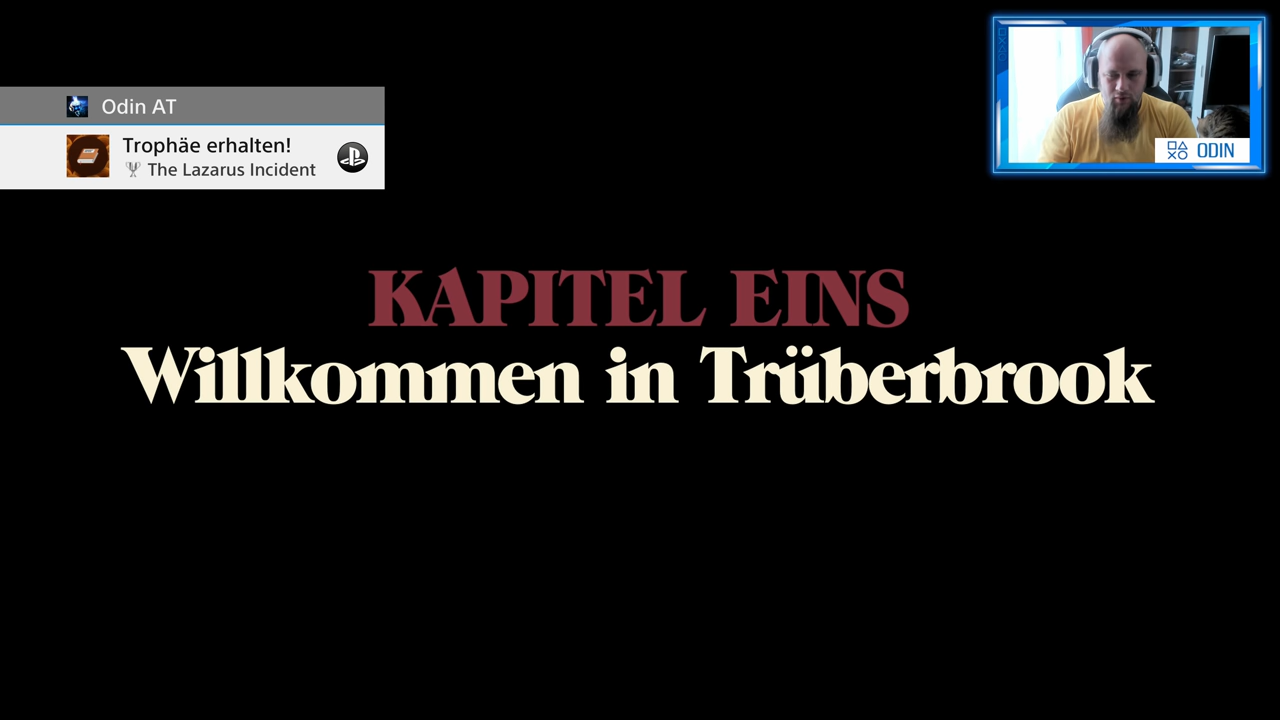 Odin AT
Trophäe erhalten!
The Lazarus Incident
ODIN
KAPITEL EINS
Willkommen in Trüberbrook